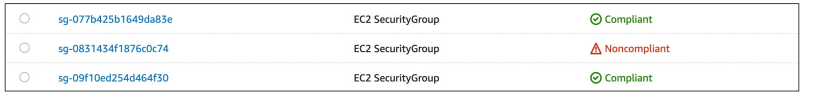 sg-077b425b1649da83e EC2 SecurityGroup Compliant
sg-0831434f1876c0c74 EC2 SecurityGroup Noncompliant
sg-09f10ed254d464f30 EC2 SecurityGroup Compliant